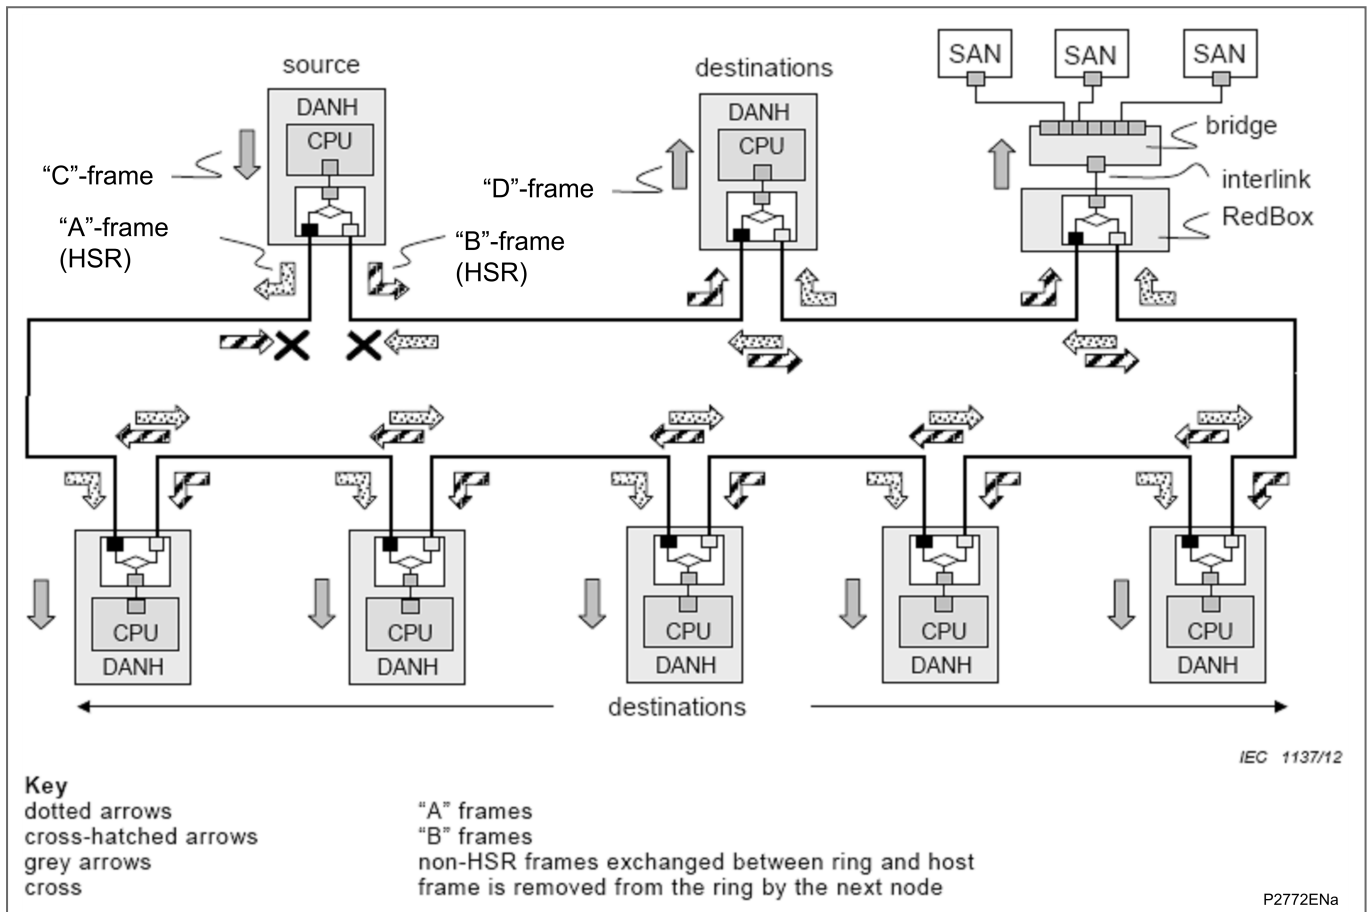 source
destinations
SAN
SAN
SAN
DANH
CPU
DANH
CPU
bridge
interlink
RedBox
“C”-frame
“A”-frame
(HSR)
“B”-frame
(HSR)
“D”-frame
CPU
DANH
CPU
DANH
CPU
DANH
CPU
DANH
CPU
DANH
destinations
IEC 1137/12
Key
dotted arrows “A” frames
cross-hatched arrows “B” frames
grey arrows non-HSR frames exchanged between ring and host
cross frame is removed from the ring by the next node
P2772ENa